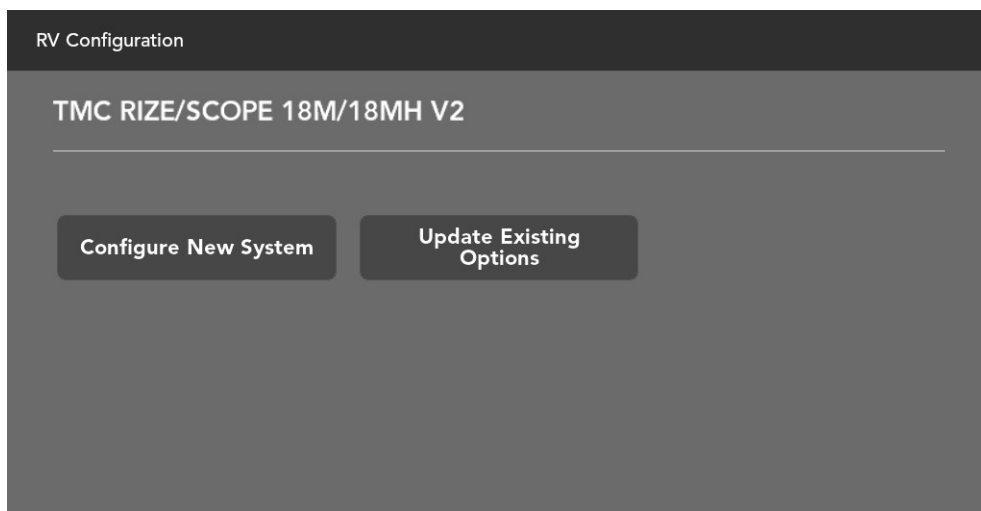 RV Configuration
TMC RIZE/SCOPE 18M/18MH V2
Configure New System
Update Existing
Options